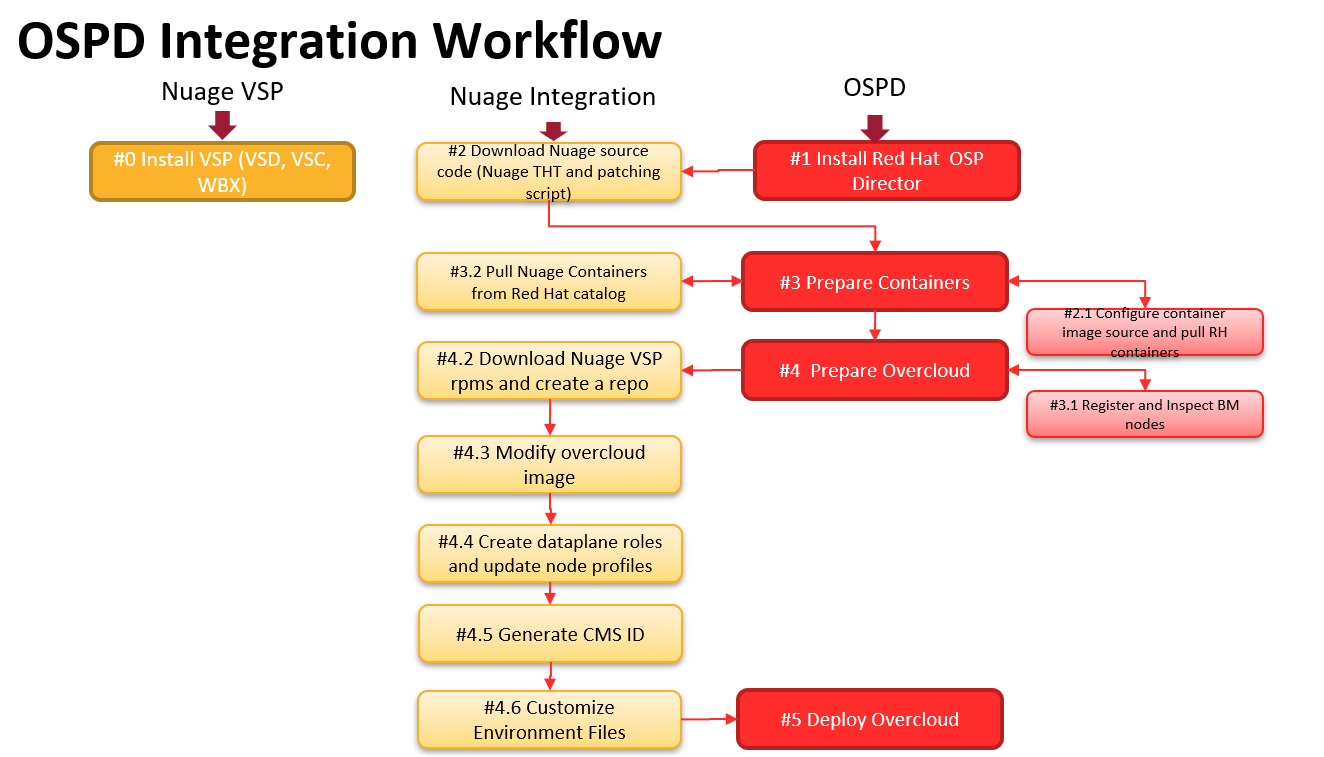 OSPD Integration Workflow
Nuage VSP
Nuage Integration
OSPD
#0 Install VSP (VSD, VSC,
WBX)
#2 Download Nuage source
code (Nuage THT and patching
script)
#1 Install Red Hat  OSP
Director
#3.2 Pull Nuage Containers
from Red Hat catalog
#3 Prepare Containers
#2.1 Configure container
image source and pull RH
containers
#4.2 Download Nuage VSP
rpms and create a repo
#4  Prepare Overcloud
#3.1 Register and Inspect BM
nodes
#4.3 Modify overcloud
image
#4.4 Create dataplane roles
and update node profiles
#4.5 Generate CMS ID
#4.6 Customize
Environment Files
#5 Deploy Overcloud